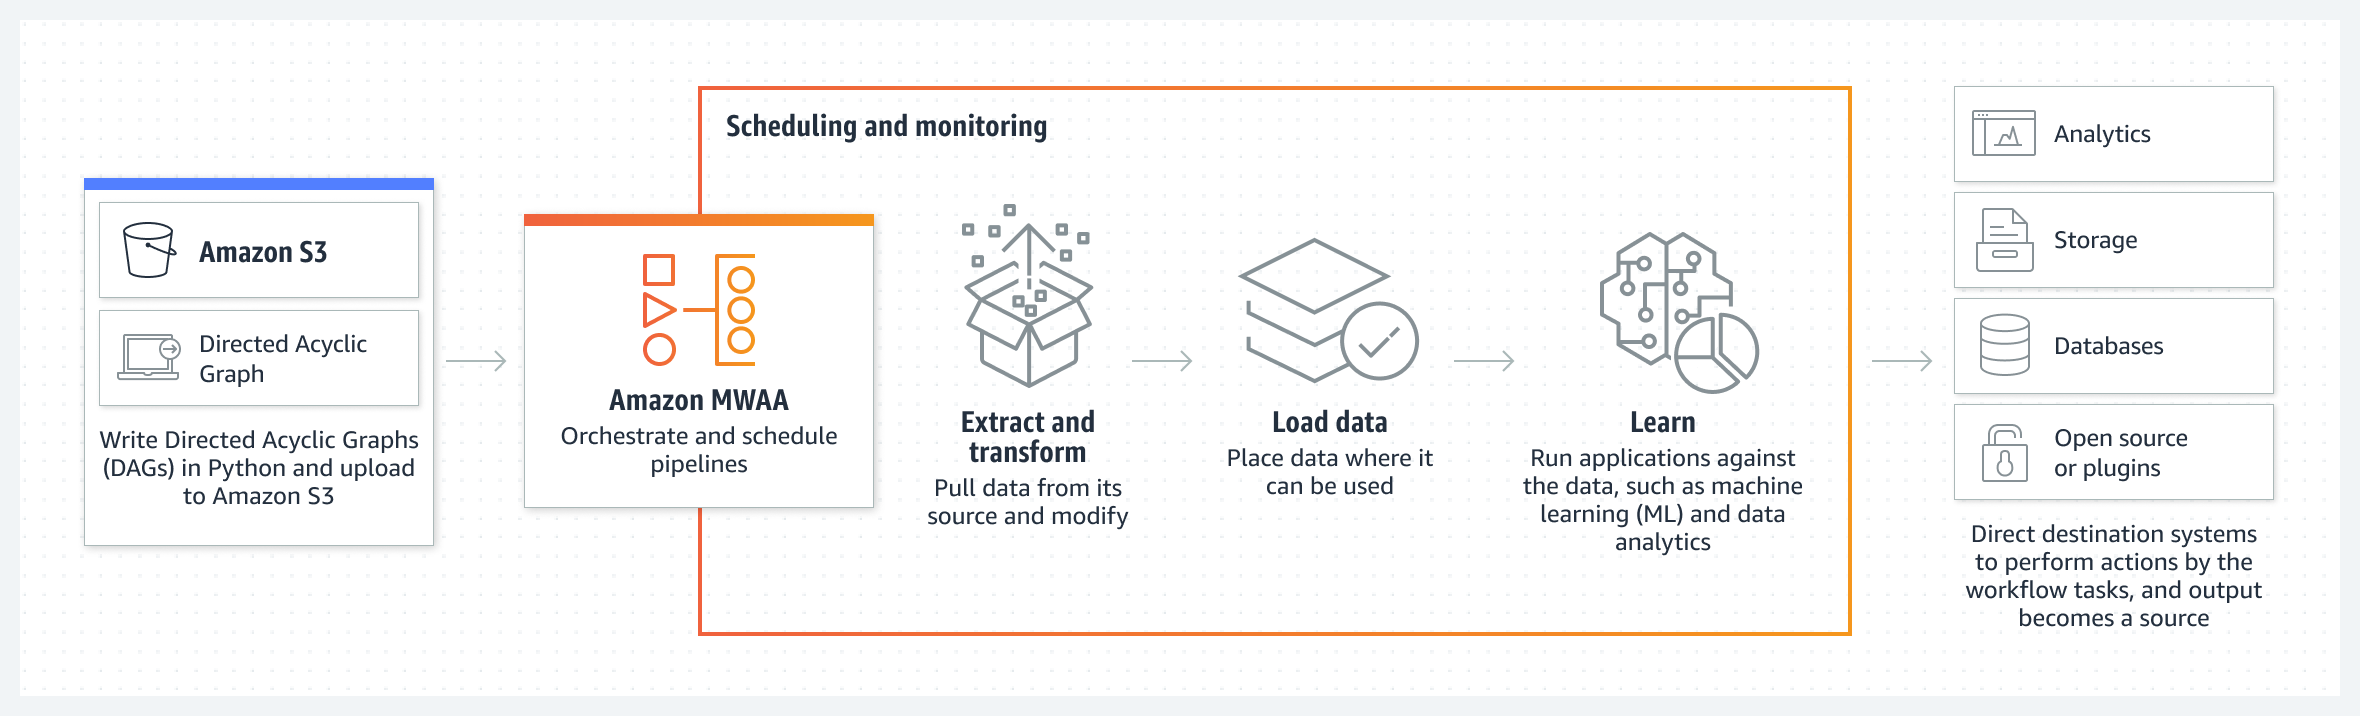 Scheduling and monitoring
Amazon S3
Directed Acyclic
Graph
Write Directed Acyclic Graphs
(DAGs) in Python and upload
to Amazon S3
Amazon MWAA
Orchestrate and schedule
pipelines
Extract and
transform
Pull data from its
source and modify
Load data
Place data where it
can be used
Learn
Run applications against
the data, such as machine
learning (ML) and data
analytics
Analytics
Storage
Databases
Open source
or plugins
Direct destination systems
to perform actions by the
workflow tasks, and output
becomes a source